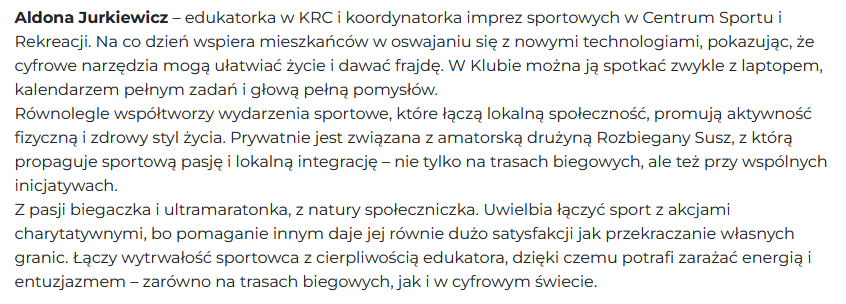 Aldona Jurkiewicz – edukatorka w KRC i koordynatorka imprez sportowych w Centrum Sportu i
Rekreacji. Na co dzień wspiera mieszkańców w oswajaniu się z nowymi technologiami, pokazując, że
cyfrowe narzędzia mogą ułatwiać życie i dawać frajdę. W Klubie można ją spotkać zwykle z laptopem,
kalendarzem pełnym zadań i głową pełną pomysłów.
Równolegle współtworzy wydarzenia sportowe, które łączą lokalną społeczność, promują aktywność
fizyczną i zdrowy styl życia. Prywatnie jest związana z amatorską drużyną Rozbiegany Susz, z którą
propaguje sportową pasję i lokalną integrację – nie tylko na trasach biegowych, ale też przy wspólnych
inicjatywach.
Z pasji biegaczka i ultramaratonka, z natury społeczniczka. Uwielbia łączyć sport z akcjami
charytatywnymi, bo pomaganie innym daje jej równie dużo satysfakcji jak przekraczanie własnych
granic. Łączy wytrwałość sportowca z cierpliwością edukatora, dzięki czemu potrafi zarażać energią i
entuzjazmem – zarówno na trasach biegowych, jak i w cyfrowym świecie.